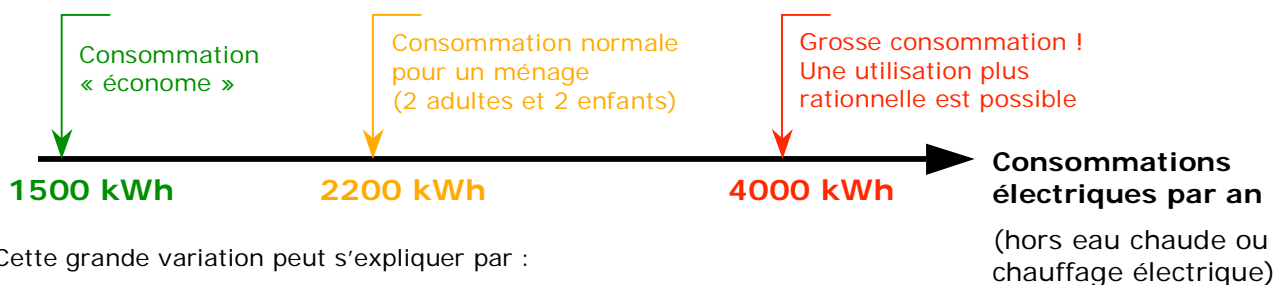 Consommation
« économe »
Consommation normale
pour un ménage
(2 adultes et 2 enfants)
Grosse consommation !
Une utilisation plus
rationnelle est possible
1500 kWh
2200 kWh
4000 kWh
Consommations
électriques par an
(hors eau chaude ou
chauffage électrique)
Cette grande variation peut s’expliquer par :